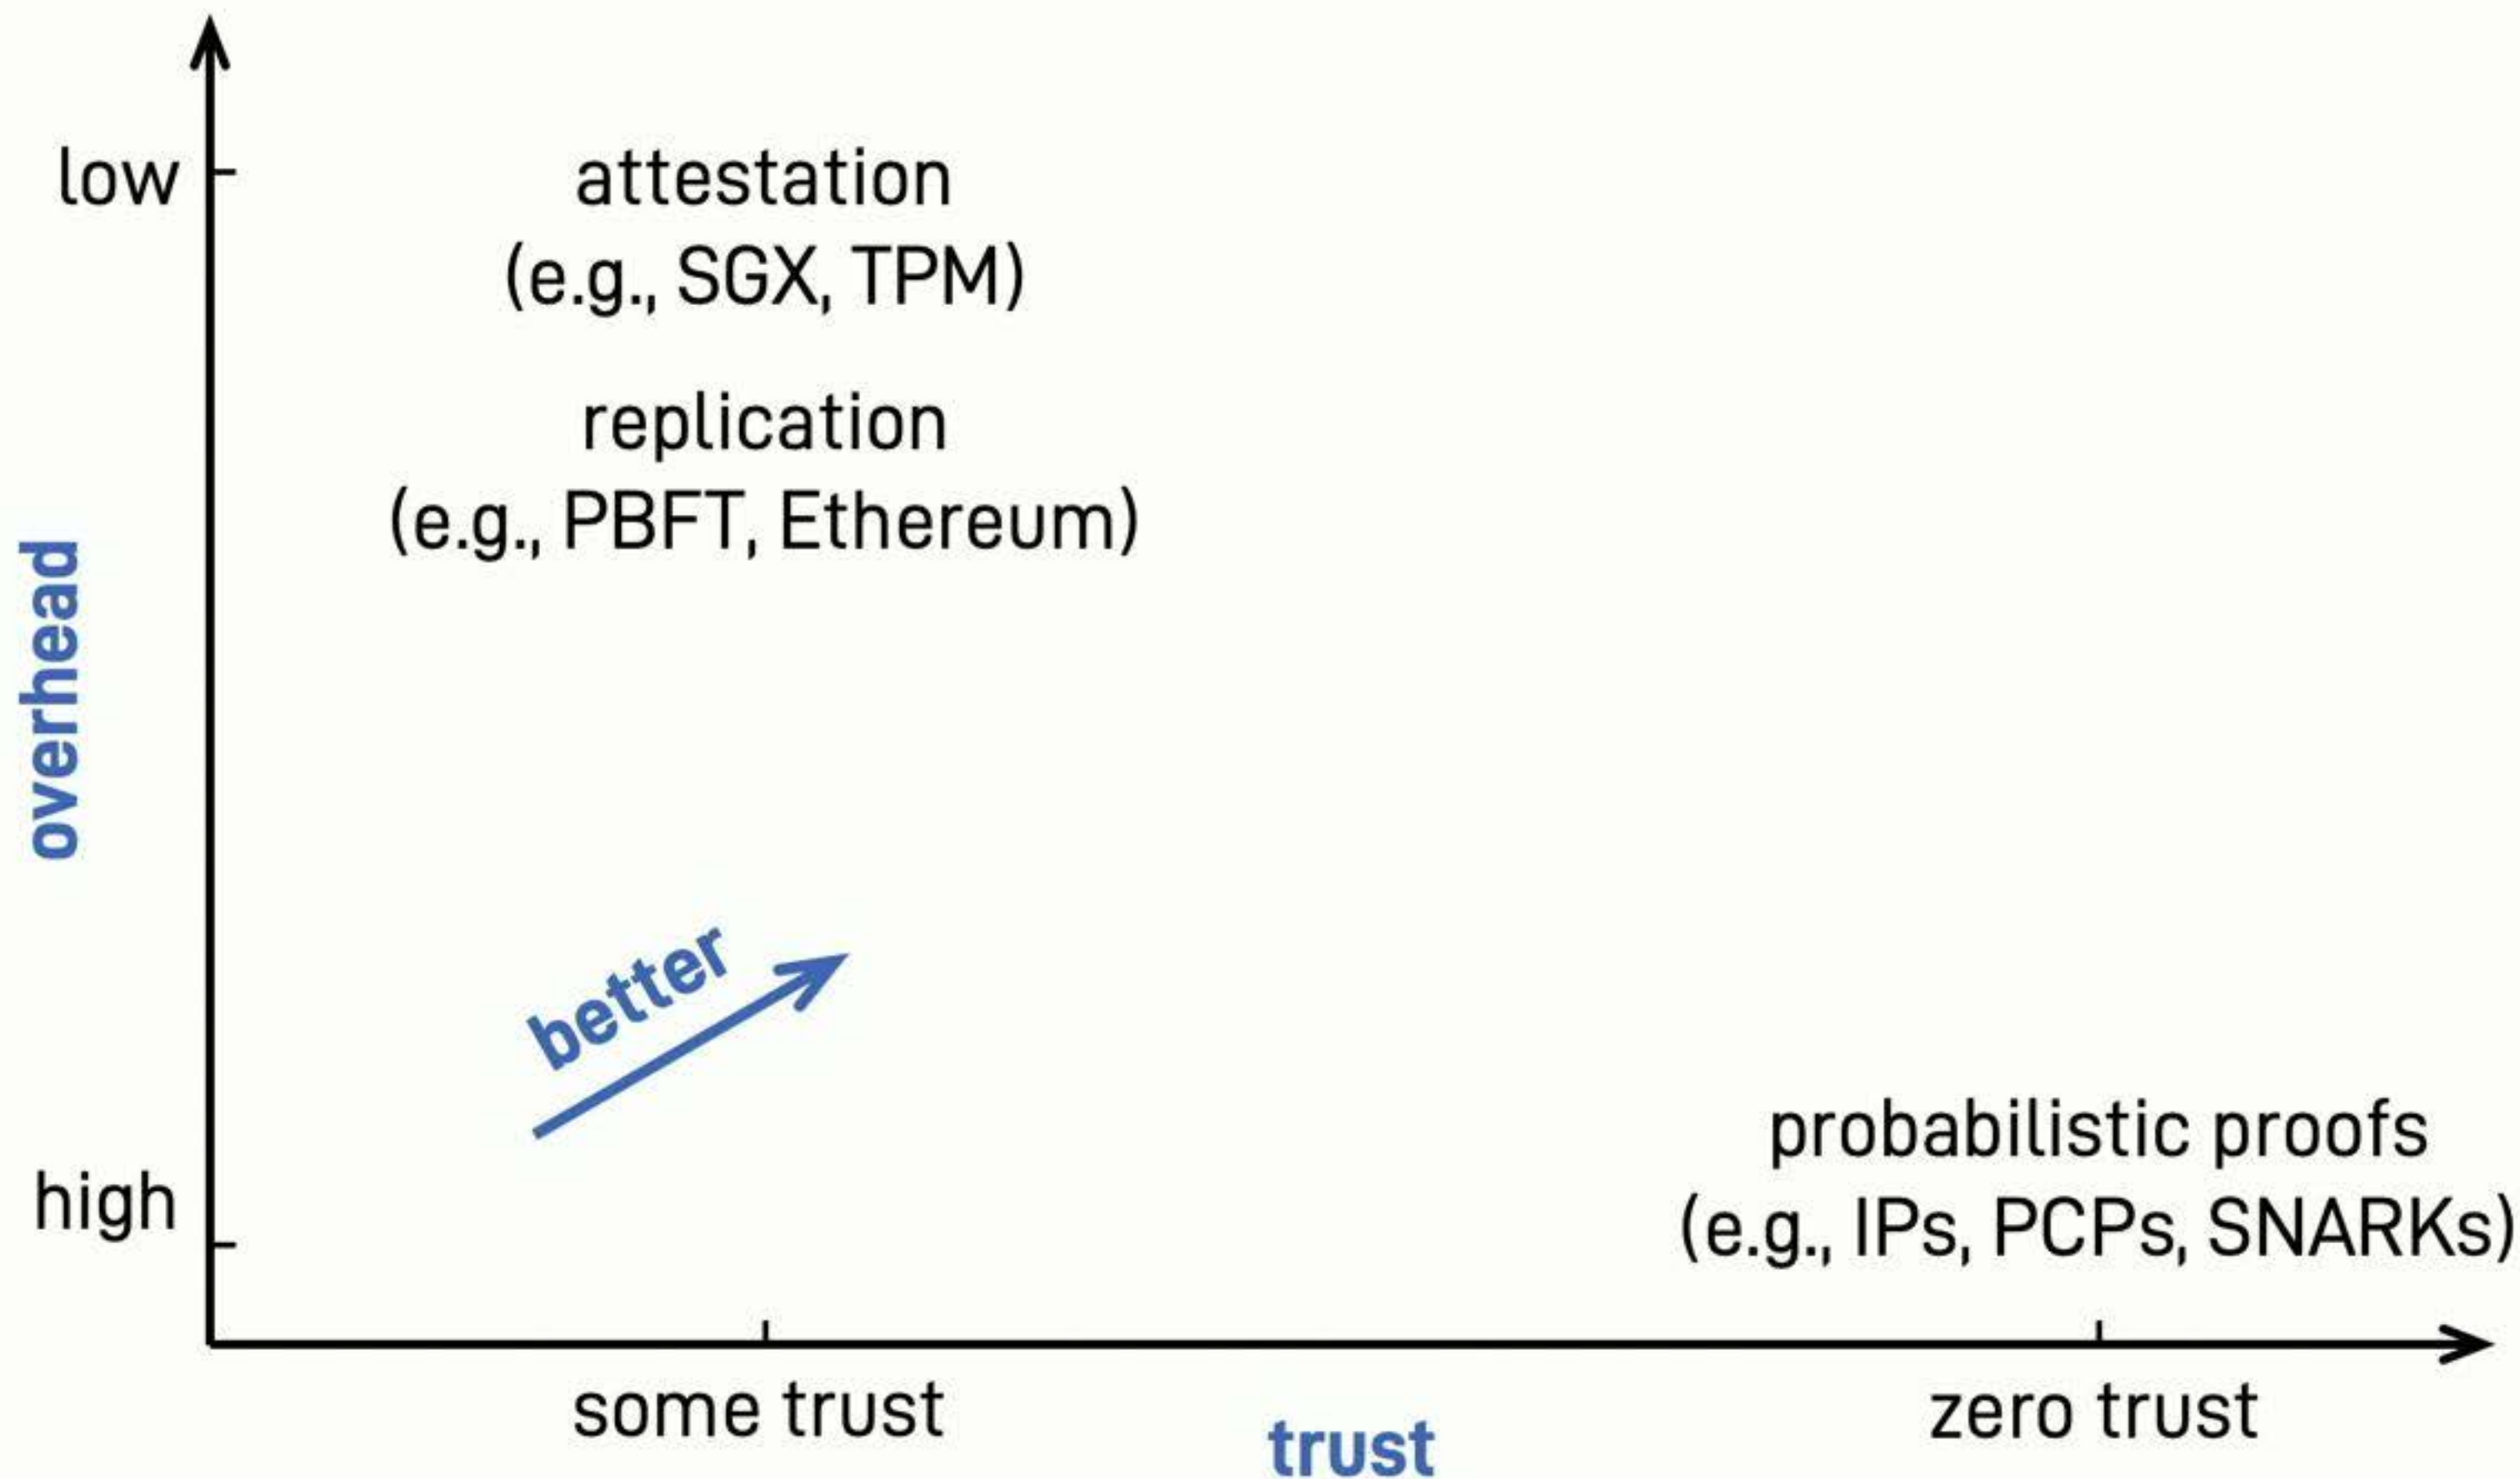 low
attestation
(e.g., SGX, TPM)
replication
(e.g., PBFT, Ethereum)
overhead
better
high
probabilistic proofs
(e.g., IPs, PCPs, SNARKs)
some trust
trust
zero trust